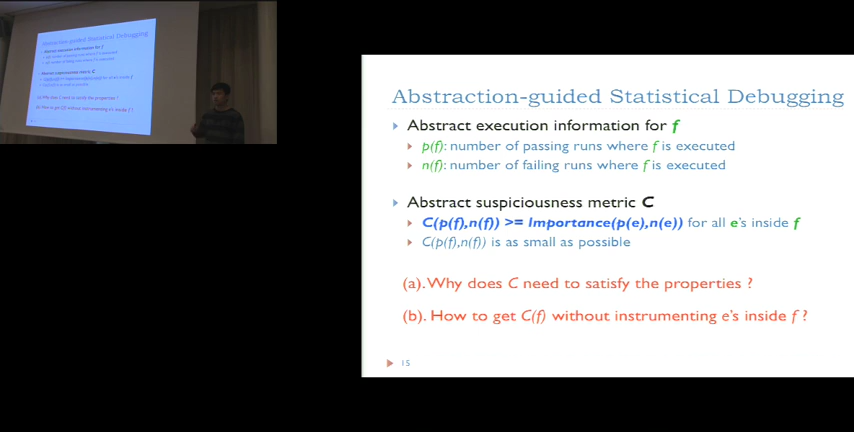 Abstraction-guided Statistical Debugging
Abstract execution information for f
p(f): number of passing runs where f is executed
n(f): number of failing runs where f is executed
Abstract suspiciousness metric C
C(p(f),n(f)) >= Importance(p(e),n(e)) for all e's inside f
C(p(f),n(f)) is as small as possible
(a). Why does C need to satisfy the properties ?
(b). How to get C(f) without instrumenting e's inside f ?
15